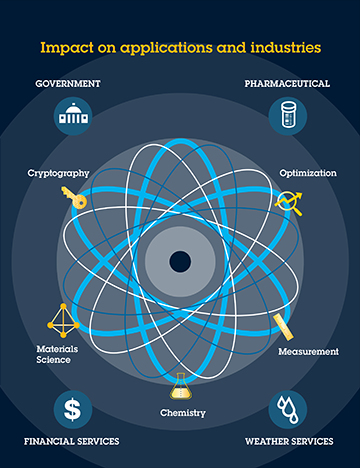 Impact on applications and industries
GOVERNMENT
PHARMACEUTICAL
Cryptography
Optimization
Materials
Science
Measurement
Chemistry
$
FINANCIAL SERVICES
WEATHER SERVICES